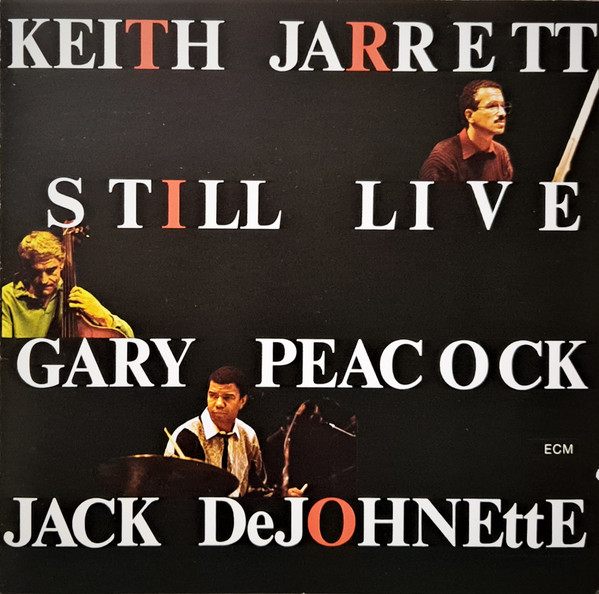 KEITH JARRETT
STILL LIVE
GARY PEACOCK
ECM
JACK DeJOHNEttE